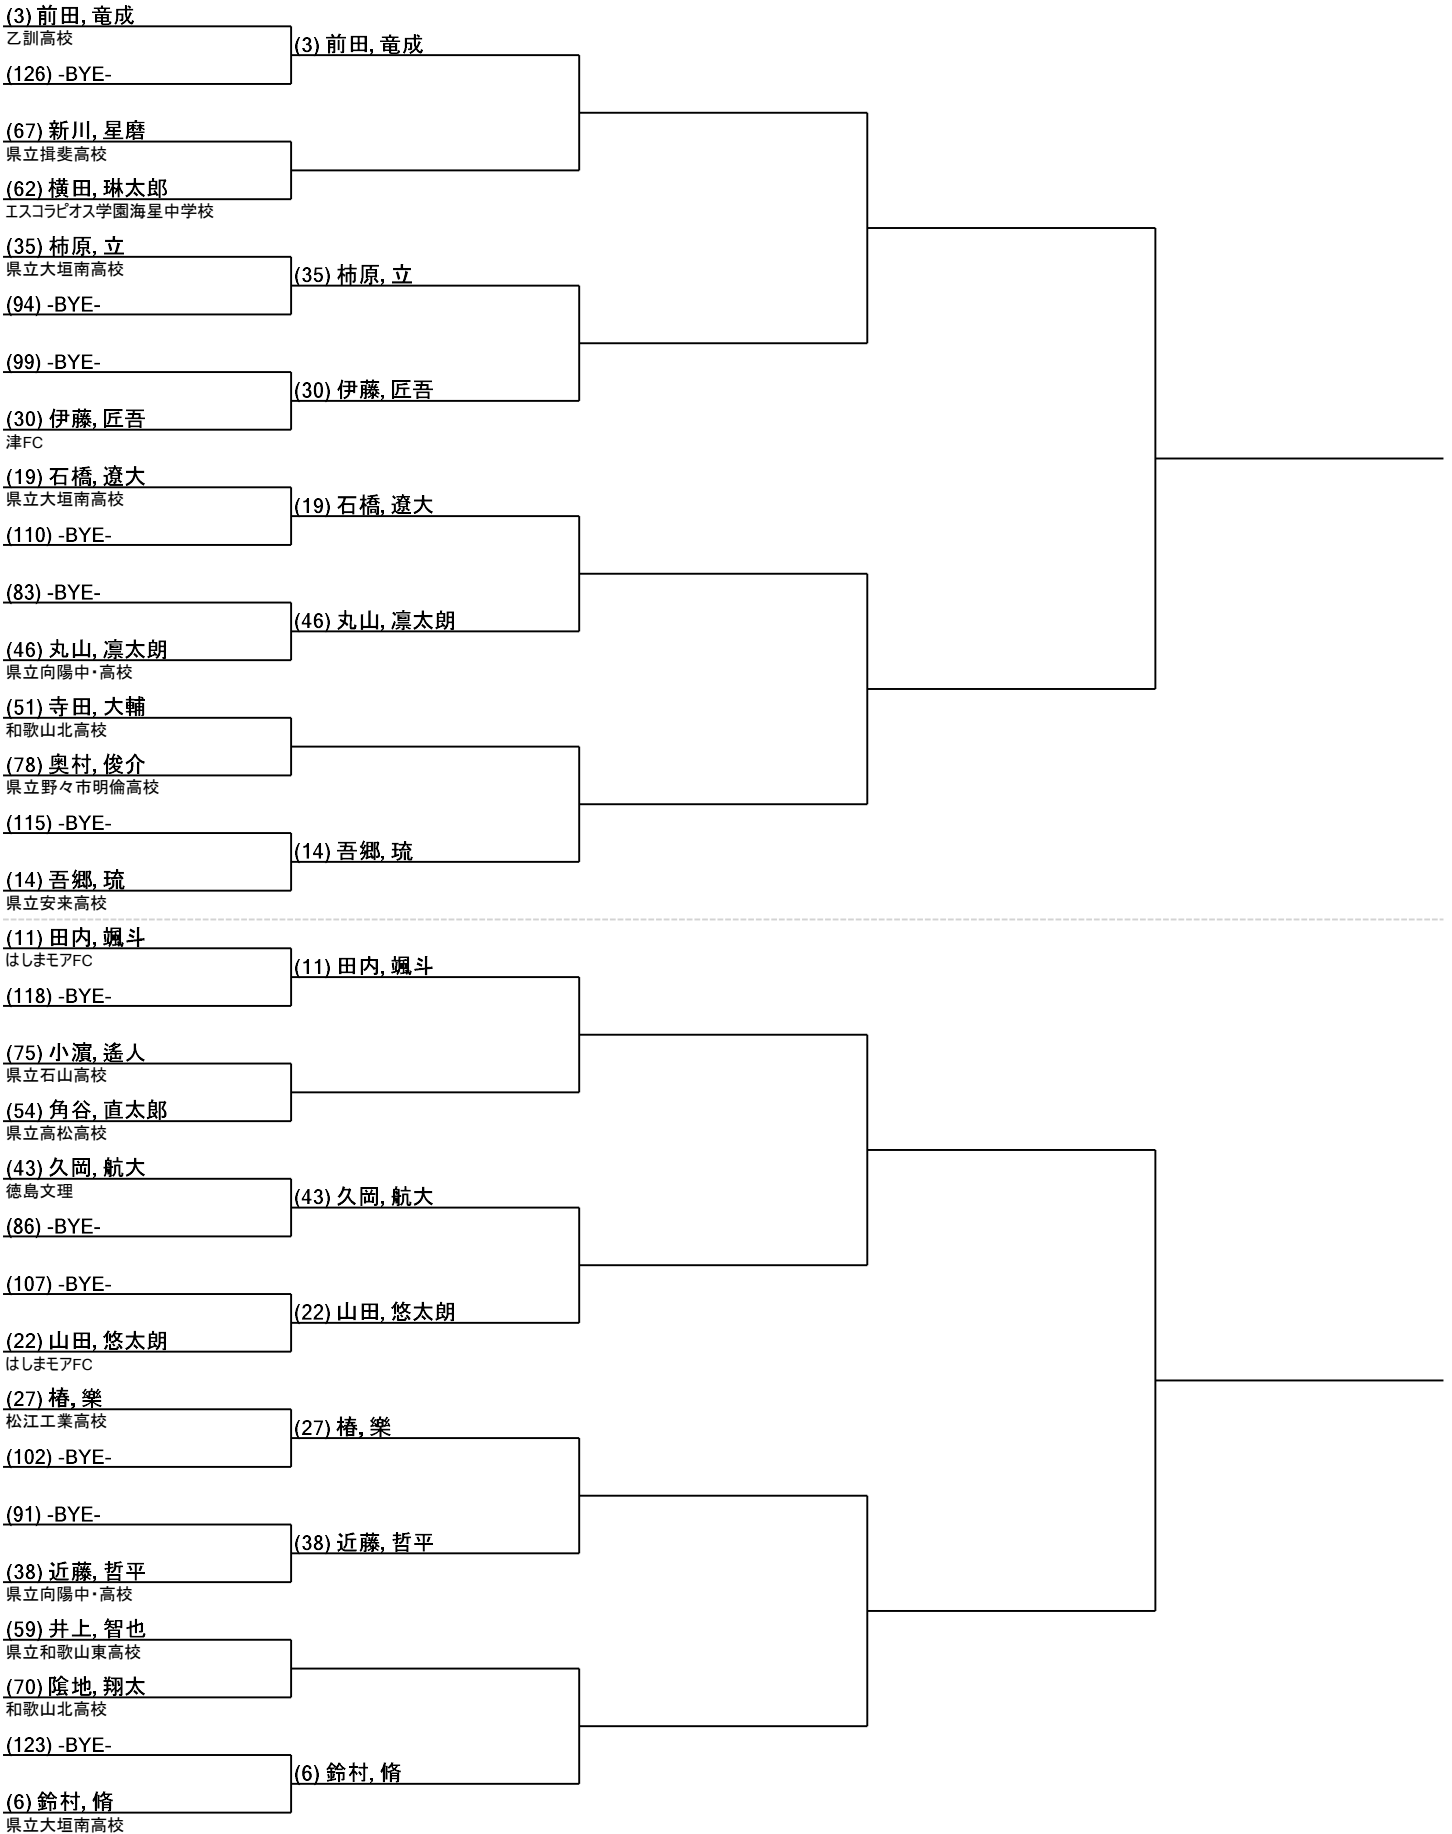 (3) 前田, 竜成
乙訓高校
(3) 前田, 竜成
(126) -BYE-
(67) 新川, 星磨
県立揖斐高校
(62) 横田, 琳太郎
エスコラピオス学園海星中学校
(35) 柿原, 立
県立大垣南高校
(35) 柿原, 立
(94) -BYE-
(99) -BYE-
(30) 伊藤, 匠吾
(30) 伊藤, 匠吾
津FC
(19) 石橋, 遼大
県立大垣南高校
(19) 石橋, 遼大
(110) -BYE-
(83) -BYE-
(46) 丸山, 凛太朗
(46) 丸山, 凛太朗
県立向陽中・高校
(51) 寺田, 大輔
和歌山北高校
(78) 奥村, 俊介
県立野々市明倫高校
(115) -BYE-
(14) 吾郷, 琉
(14) 吾郷, 琉
県立安来高校
(11) 田内, 颯斗
はしまモアFC
(11) 田内, 颯斗
(118) -BYE-
(75) 小濵, 遙人
県立石山高校
(54) 角谷, 直太郎
県立高松高校
(43) 久岡, 航大
徳島文理
(43) 久岡, 航大
(86) -BYE-
(107) -BYE-
(22) 山田, 悠太朗
(22) 山田, 悠太朗
はしまモアFC
(27) 椿, 樂
松江工業高校
(27) 椿, 樂
(102) -BYE-
(91) -BYE-
(38) 近藤, 哲平
(38) 近藤, 哲平
県立向陽中・高校
(59) 井上, 智也
県立和歌山東高校
(70) 隂地, 翔太
和歌山北高校
(123) -BYE-
(6) 鈴村, 脩
(6) 鈴村, 脩
県立大垣南高校